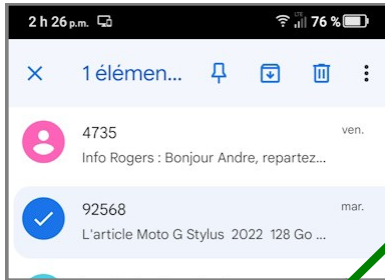 2 h 26 p.m. LTE 76 %
1 élémen...
4735 ven.
Info Rogers : Bonjour Andre, repartez...
92568 mar.
L'article Moto G Stylus 2022 128 Go ...